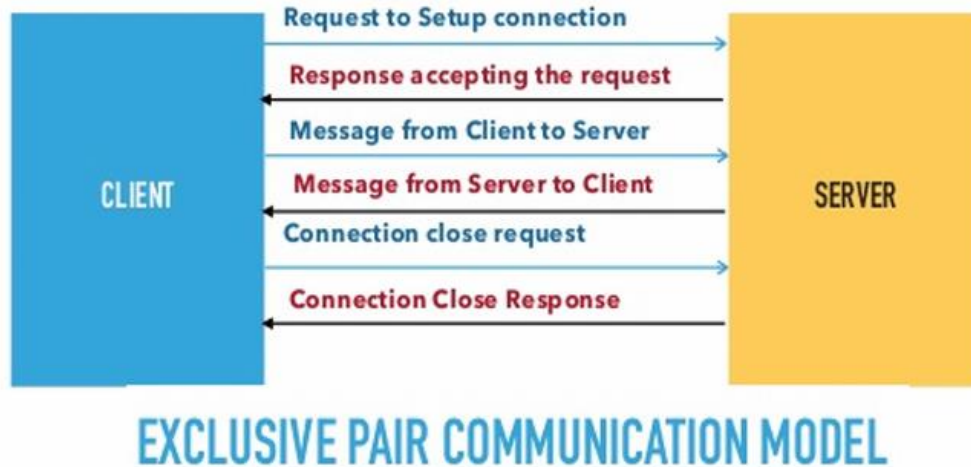 Request to Setup connection
Response accepting the request
Message from Client to Server
CLIENT
Message from Server to Client
SERVER
Connection close request
Connection Close Response
EXCLUSIVE PAIR COMMUNICATION MODEL